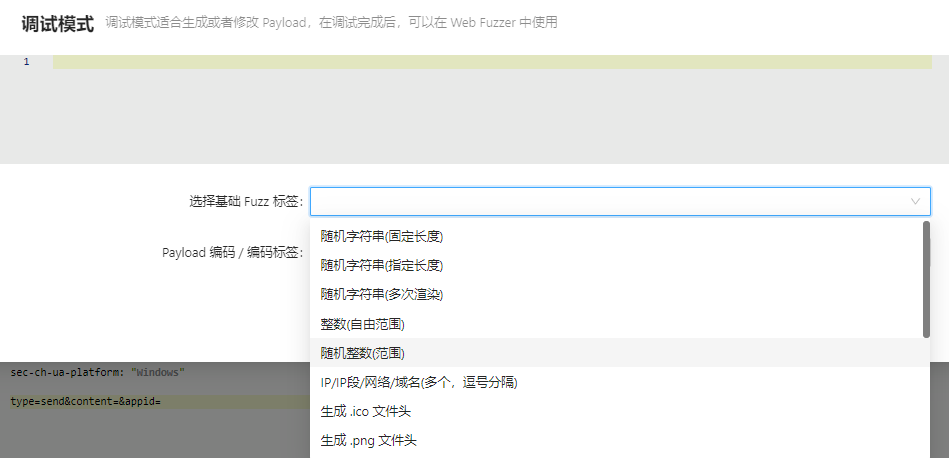 调试模式 调试模式适合生成或者修改 Payload，在调试完成后，可以在 Web Fuzzer 中使用
1
选择基础 Fuzz 标签:
Payload 编码 / 编码标签:
随机字符串(固定长度)
随机字符串(指定长度)
随机字符串(多次渲染)
整数(自由范围)
随机整数(范围)
IP/IP段/网络/域名(多个，逗号分隔)
生成 .ico 文件头
生成 .png 文件头
sec-ch-ua-platform: "Windows"
type=send&content=&appid=